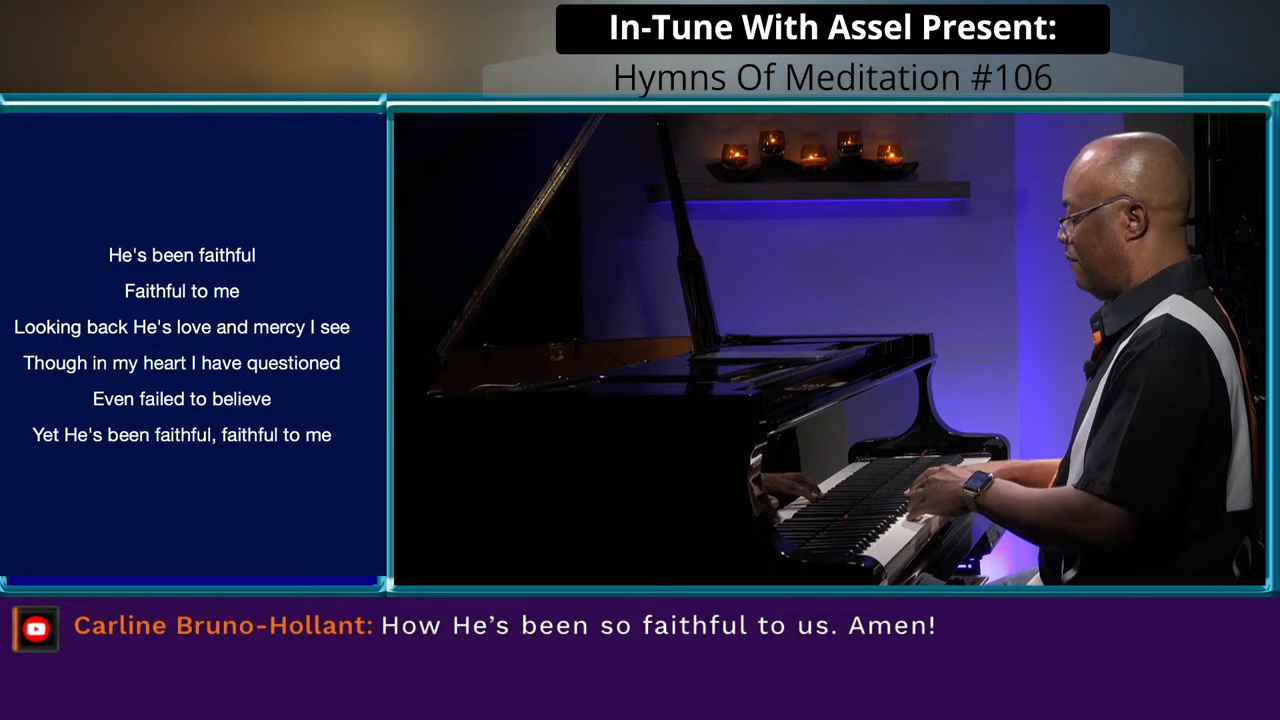 In-Tune With Assel Present:
Hymns Of Meditation #106
He's been faithful
Faithful to me
Looking back He's love and mercy I see
Though in my heart I have questioned
Even failed to believe
Yet He's been faithful, faithful to me
Carline Bruno-Hollant: How He’s been so faithful to us. Amen!